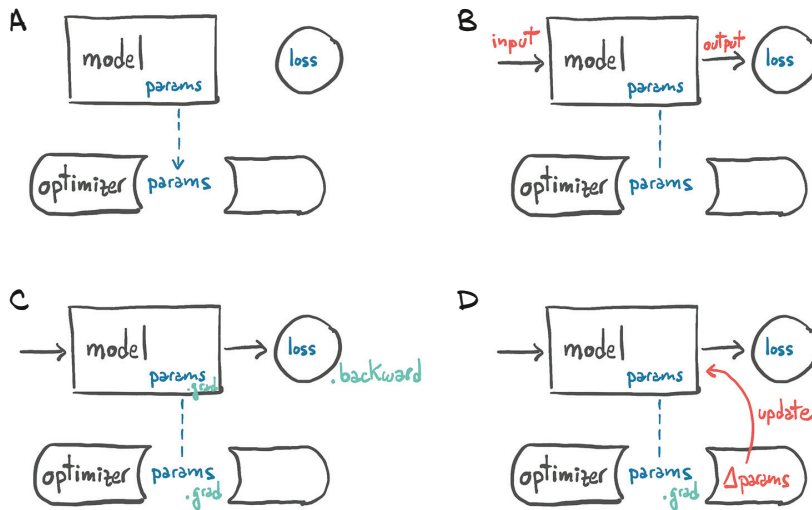 A
model
params
loss
optimizer params
B
input
model
params
output
loss
optimizer params
C
model
params
.grad
loss
.backward
optimizer params
.grad
D
model
params
loss
update
optimizer params
.grad
Δparams